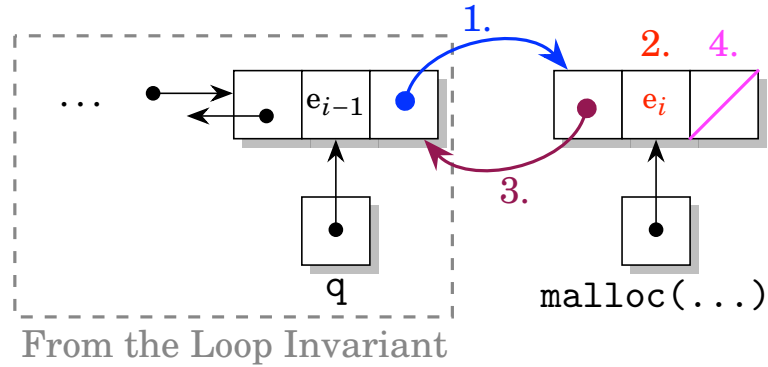 1.
2. 4.
... e_{i−1} e_i
3.
q malloc(...)
From the Loop Invariant